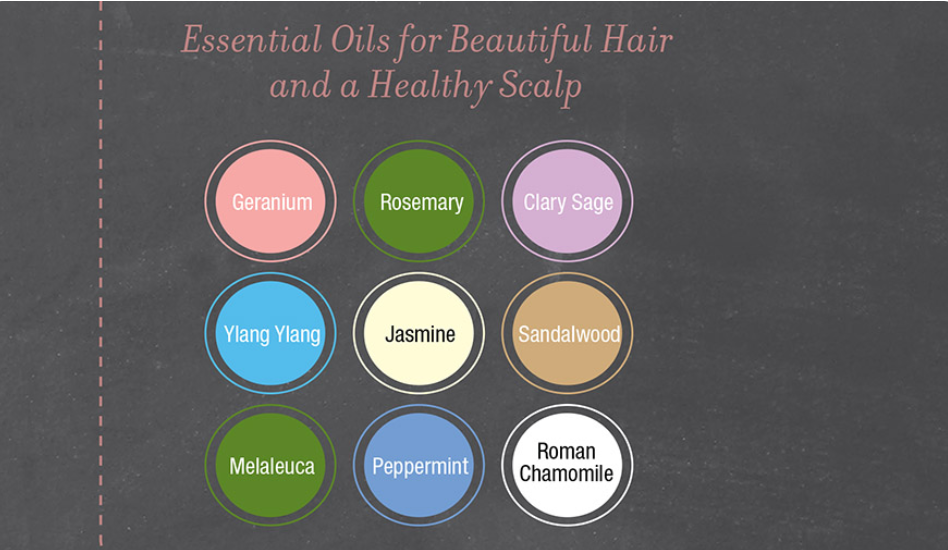 Essential Oils for Beautiful Hair
and a Healthy Scalp
Geranium
Rosemary
Clary Sage
Ylang Ylang
Jasmine
Sandalwood
Melaleuca
Peppermint
Roman
Chamomile